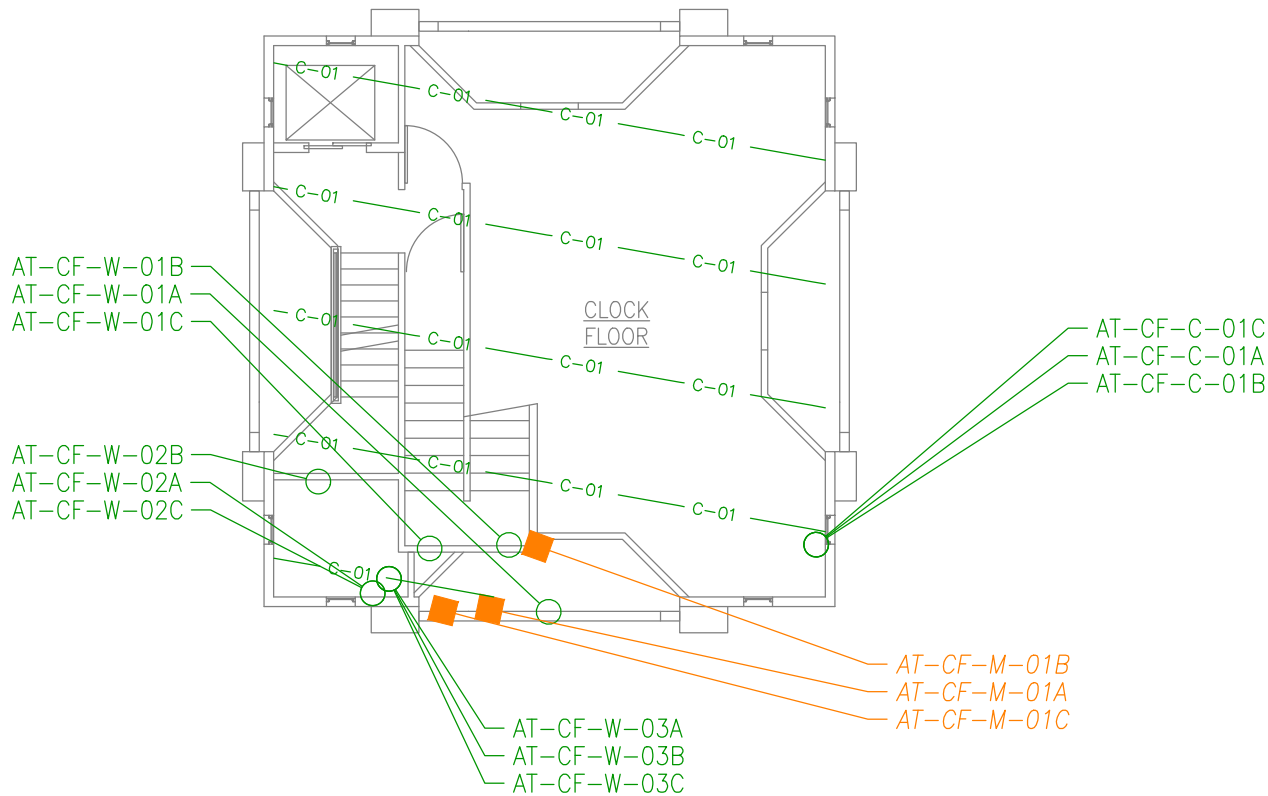 C-01
C-01
C-01
C-01
C-01
C-01
C-01
C-01
AT-CF-W-01B
AT-CF-W-01A
AT-CF-W-01C
CLOCK
FLOOR
C-01
C-01
C-01
C-01
AT-CF-C-01C
AT-CF-C-01A
AT-CF-C-01B
AT-CF-W-02B
AT-CF-W-02A
AT-CF-W-02C
C-01
C-01
C-01
C-01
C-01
AT-CF-M-01B
AT-CF-M-01A
AT-CF-M-01C
AT-CF-W-03A
AT-CF-W-03B
AT-CF-W-03C